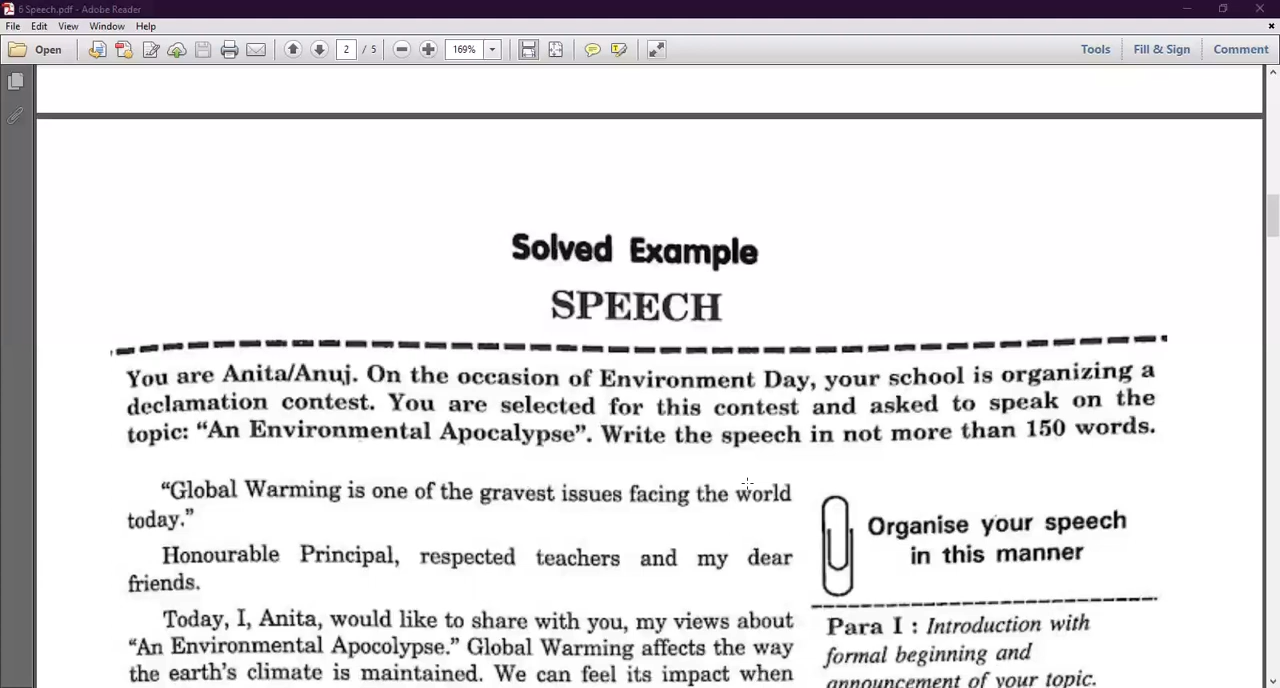 6 Speech.pdf - Adobe Reader
File Edit View Window Help
Open 2 / 5 169% Tools Fill & Sign Comment
Solved Example
SPEECH
You are Anita/Anuj. On the occasion of Environment Day, your school is organizing a
declamation contest. You are selected for this contest and asked to speak on the
topic: “An Environmental Apocalypse”. Write the speech in not more than 150 words.
“Global Warming is one of the gravest issues facing the world
today.”
Honourable Principal, respected teachers and my dear
friends.
Today, I, Anita, would like to share with you, my views about
“An Environmental Apocolypse.” Global Warming affects the way
the earth's climate is maintained. We can feel its impact when
Organise your speech
in this manner
Para I : Introduction with
formal beginning and
announcement of your topic.